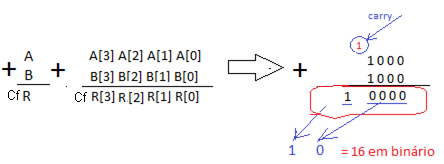 carry
1
+ A + A[3] A[2] A[1] A[0] + 1000
B B[3] B[2] B[1] B[0] 1000
Cf R Cf R[3] R[2] R[1] R[0] 1 0000
1 0 = 16 em binário